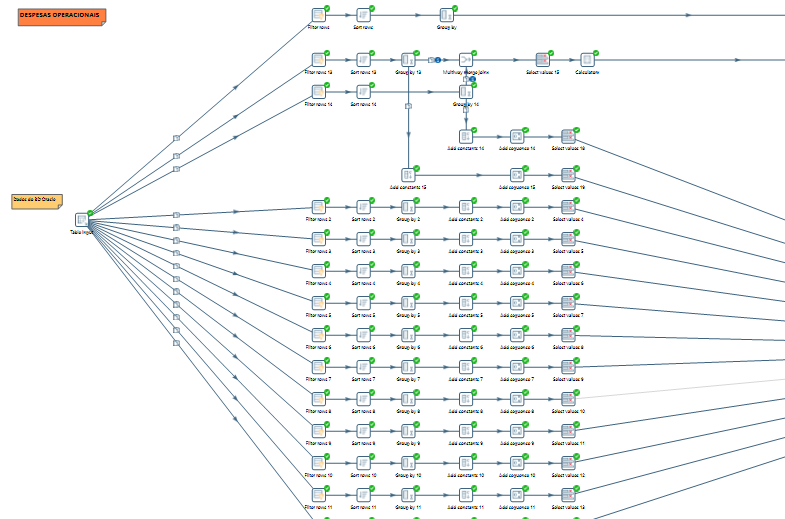 DESPESAS OPERACIONAIS
Filter rows Sort rows Group by
Filter rows 13 Sort rows 13 Group by 13 Multiway merge join Select values 15 Calculator
Filter rows 14 Sort rows 14 Group by 14
Add constants 14 Add sequence 14 Select values 18
Add constants 15 Add sequence 15 Select values 19
Dados do BD Oracle
Table input
Filter rows 2 Sort rows 2 Group by 2 Add constants 2 Add sequence 2 Select values 4
Filter rows 3 Sort rows 3 Group by 3 Add constants 3 Add sequence 3 Select values 5
Filter rows 4 Sort rows 4 Group by 4 Add constants 4 Add sequence 4 Select values 6
Filter rows 5 Sort rows 5 Group by 5 Add constants 5 Add sequence 5 Select values 7
Filter rows 6 Sort rows 6 Group by 6 Add constants 6 Add sequence 6 Select values 8
Filter rows 7 Sort rows 7 Group by 7 Add constants 7 Add sequence 7 Select values 9
Filter rows 8 Sort rows 8 Group by 8 Add constants 8 Add sequence 8 Select values 10
Filter rows 9 Sort rows 9 Group by 9 Add constants 9 Add sequence 9 Select values 11
Filter rows 10 Sort rows 10 Group by 10 Add constants 10 Add sequence 10 Select values 12
Filter rows 11 Sort rows 11 Group by 11 Add constants 11 Add sequence 11 Select values 13